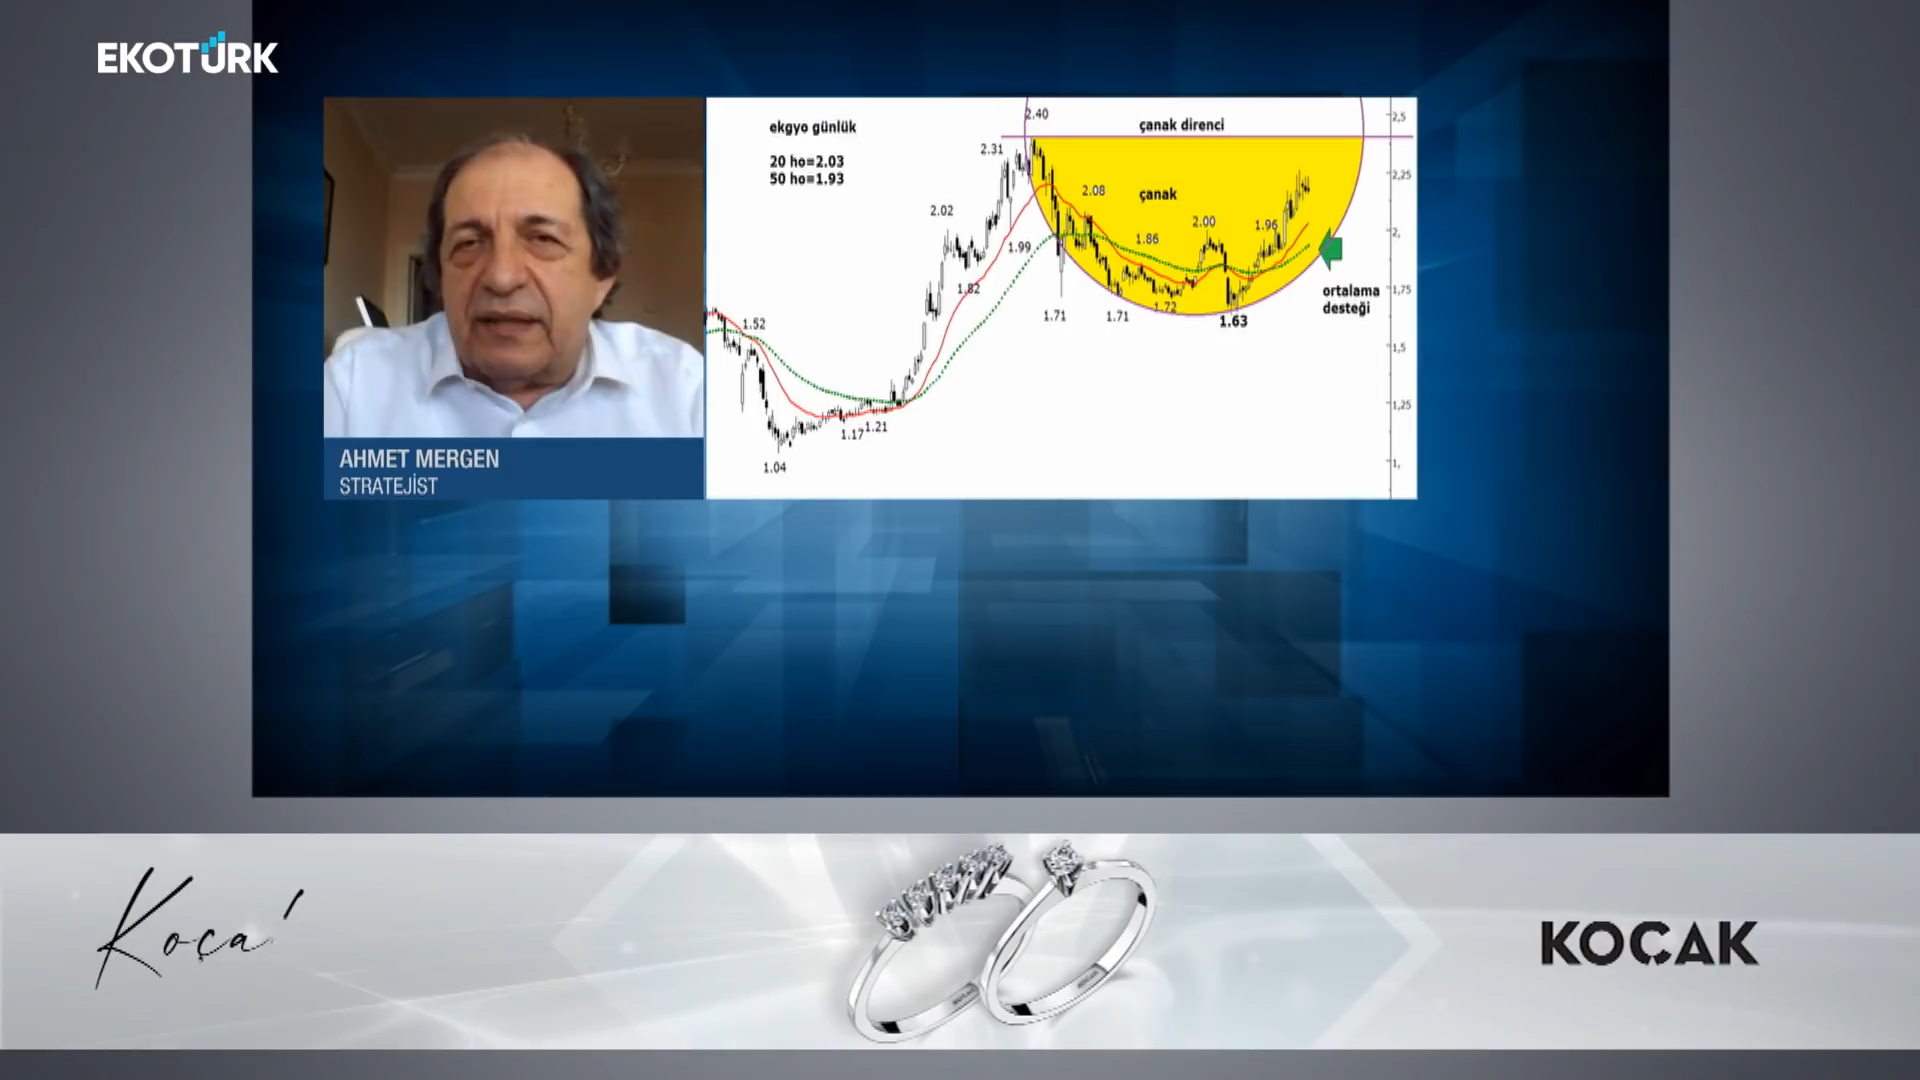 EKOTÜRK
ekgyo günlük
20 ho=2.03
50 ho=1.93
2.40
çanak direnci
2.31
çanak
2.08
2.02
2.00
1.96
1.99
1.86
1.82
1.71
1.71
1.72
1.63
1.52
1.17
1.21
1.04
ortalama
desteği
2,5
2,25
2,
1,75
1,5
1,25
1,
AHMET MERGEN
STRATEJİST
Koça
KOÇAK